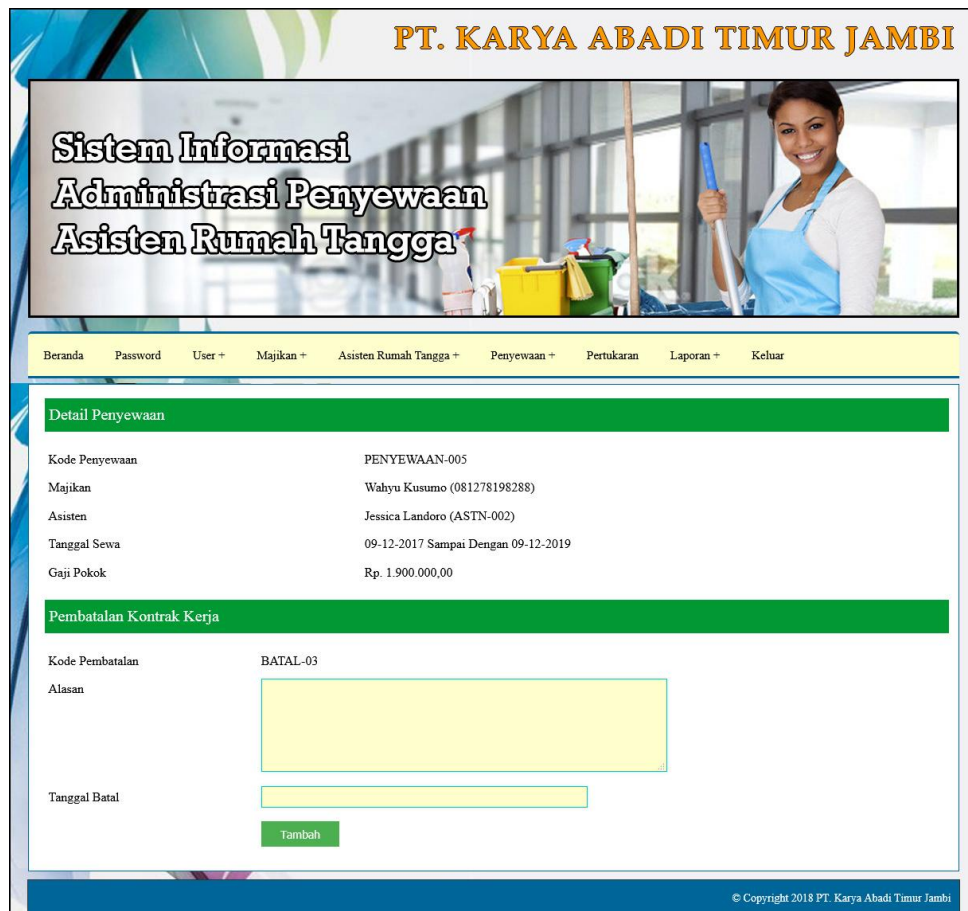 PT. KARYA ABADI TIMUR JAMBI
Sistem Informasi
Administrasi Penyewaan
Asisten Rumah Tangga
Beranda Password User + Majikan + Asisten Rumah Tangga + Penyewaan + Pertukaran Laporan + Keluar
Detail Penyewaan
Kode Penyewaan PENYEWAAN-005
Majikan Wahyu Kusumo (081278198288)
Asisten Jessica Landoro (ASTN-002)
Tanggal Sewa 09-12-2017 Sampai Dengan 09-12-2019
Gaji Pokok Rp. 1.900.000,00
Pembatalan Kontrak Kerja
Kode Pembatalan BATAL-03
Alasan
Tanggal Batal
Tambah
© Copyright 2018 PT. Karya Abadi Timur Jambi